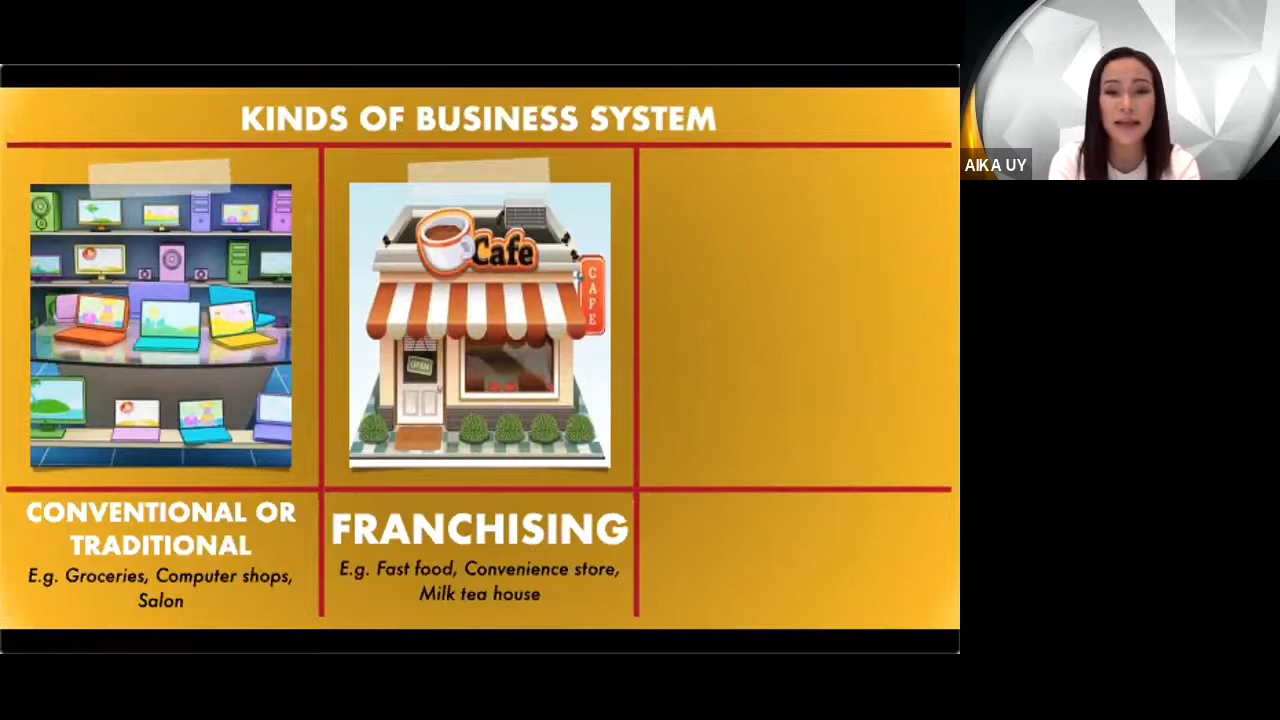 KINDS OF BUSINESS SYSTEM
AIKA UY
Cafe
CAFE
OPEN
CONVENTIONAL OR
TRADITIONAL
E.g. Groceries, Computer shops,
Salon
FRANCHISING
E.g. Fast food, Convenience store,
Milk tea house